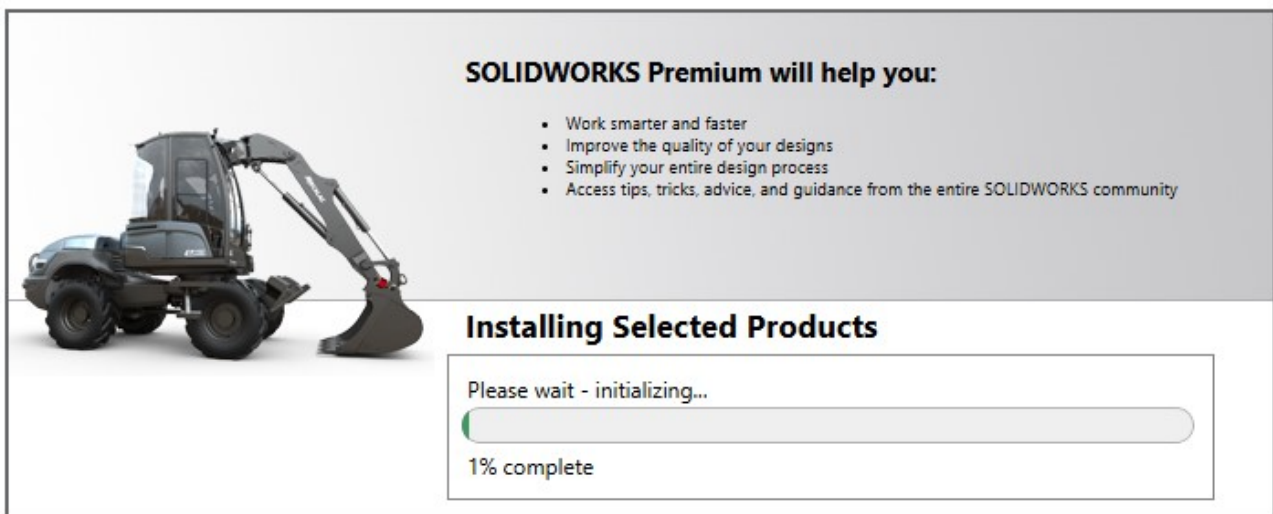 SOLIDWORKS Premium will help you:
• Work smarter and faster
• Improve the quality of your designs
• Simplify your entire design process
• Access tips, tricks, advice, and guidance from the entire SOLIDWORKS community
Installing Selected Products
Please wait - initializing...
1% complete